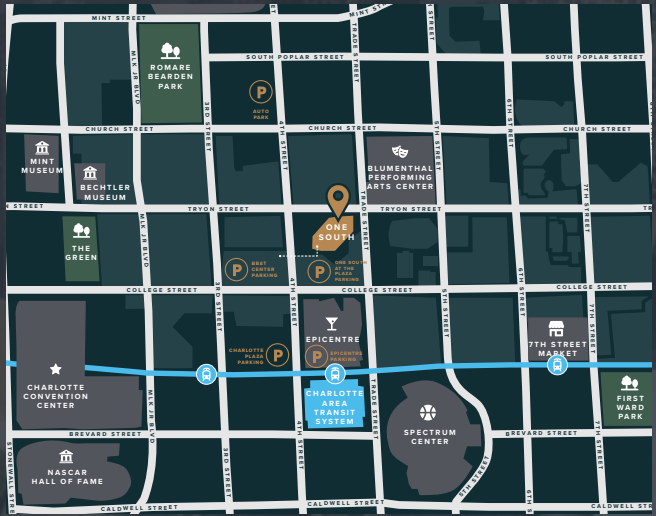 MINT STREET
MINT ST
TRADE STREET
MLK JR BLVD
ROMARE
BEARDEN
PARK
SOUTH POPLAR STREET
SOUTH POPLAR STREET
P
AUTO
PARK
3RD STREET
4TH STREET
5TH STREET
6TH STREET
CHURCH STREET
CHURCH STREET
CHURCH STREET
MINT
MUSEUM
BECHTLER
MUSEUM
BLUMENTHAL
PERFORMING
ARTS CENTER
7TH STREET
N STREET
TRYON STREET
TRYON STREET
TR
MLK JR BLVD
THE
GREEN
ONE
SOUTH
TRADE STREET
P
BB&T
CENTER
PARKING
P
ONE SOUTH
AT THE
PLAZA
PARKING
3RD STREET
4TH STREET
6TH STREET
COLLEGE STREET
COLLEGE STREET
COLLEGE STREET
5TH STREET
7TH STREET
EPICENTRE
CHARLOTTE
PLAZA
PARKING
P
P
EPICENTRE
PARKING
7TH STREET
MARKET
CHARLOTTE
CONVENTION
CENTER
CHARLOTTE
AREA
TRANSIT
SYSTEM
TRADE STREET
FIRST
WARD
PARK
MLK JR BLVD
SPECTRUM
CENTER
BREVARD STREET
BREVARD STREET
STONEWALL STRE
4TH STREET
3RD STREET
7TH STREET
NASCAR
HALL OF FAME
5TH STREET
6TH S
CALDWELL STREET
CALDWELL STREET
CALDWELL STREET